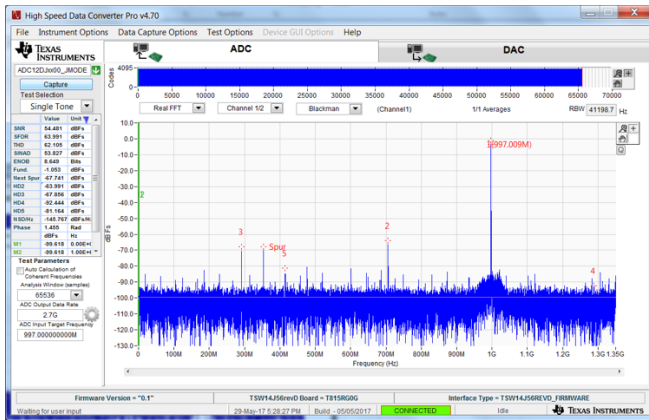 High Speed Data Converter Pro v4.70
File Instrument Options Data Capture Options Test Options Device GUI Options Help
TEXAS INSTRUMENTS
ADC
DAC
ADC12DJxx00_JMODE
Capture
Test Selection
Single Tone
Codes
4095-
0-
0 5000 10000 15000 20000 25000 30000 35000 40000 45000 50000 55000 60000 65000 70000
Real FFT Channel 1/2 Blackman (Channel1) 1/1 Averages RBW 41198.7 Hz
Value Unit
SNR 54.481 dBFs
SFDR 63.991 dBFs
THD 62.105 dBFs
SINAD 53.827 dBFs
ENOB 8.649 Bits
Fund. -1.053 dBFs
Next Spur -67.741 dBFs
HD2 -63.991 dBFs
HD3 -67.856 dBFs
HD4 -92.444 dBFs
HD5 -81.164 dBFs
NSD/Hz -145.767 dBFs/H
Phase 1.455 Rad
dBFs Hz
M1 -99.618 0.00E+(
M2 -99.618 1.00E+(
Test Parameters
Auto Calculation of
Coherent Frequencies
Analysis Window (samples)
65536
ADC Output Data Rate
2.7G
ADC Input Target Frequency
997.000000000M
dBFs
10.0-
0.0-
-10.0-
-20.0-
-30.0-
-40.0-
-50.0-
-60.0-
-70.0-
-80.0-
-90.0-
-100.0-
-110.0-
-120.0-
-130.0-
1(997.009M)
2
3
Spur
5
2
4
0 100M 200M 300M 400M 500M 600M 700M 800M 900M 1G 1.1G 1.2G 1.3G 1.35G
Frequency (Hz)
Firmware Version = "0.1" TSW14J56revD Board = T815RG0G Interface Type = TSW14J56REVD_FIRMWARE
Waiting for user input 29-May-17 5:28:27 PM Build - 05/05/2017 CONNECTED Idle TEXAS INSTRUMENTS